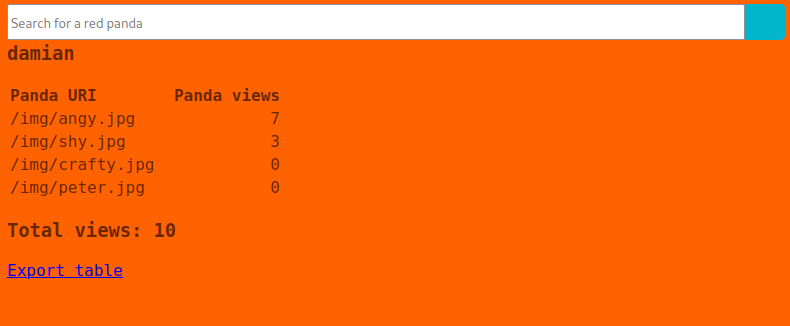 Search for a red panda
damian
Panda URI Panda views
/img/angy.jpg 7
/img/shy.jpg 3
/img/crafty.jpg 0
/img/peter.jpg 0
Total views: 10
Export table